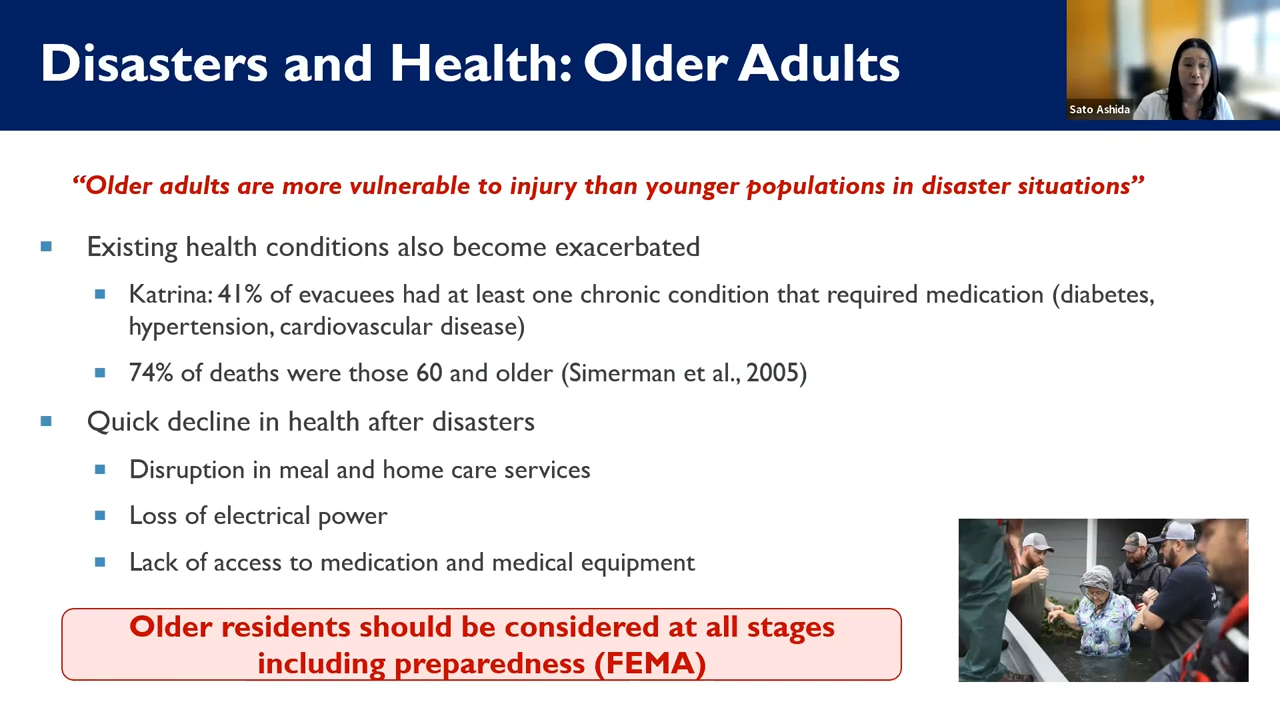 Disasters and Health: Older Adults
Sato Ashida
“Older adults are more vulnerable to injury than younger populations in disaster situations”
Existing health conditions also become exacerbated
Katrina: 41% of evacuees had at least one chronic condition that required medication (diabetes,
hypertension, cardiovascular disease)
74% of deaths were those 60 and older (Simerman et al., 2005)
Quick decline in health after disasters
Disruption in meal and home care services
Loss of electrical power
Lack of access to medication and medical equipment
Older residents should be considered at all stages
including preparedness (FEMA)